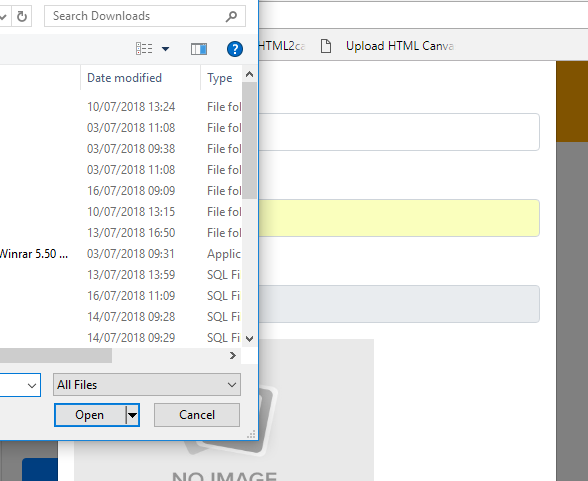 Search Downloads
HTML2ca
Upload HTML Canva
Date modified Type
10/07/2018 13:24 File fol
03/07/2018 11:08 File fol
03/07/2018 09:38 File fol
03/07/2018 11:08 File fol
16/07/2018 09:09 File fol
10/07/2018 13:15 File fol
13/07/2018 16:50 File fol
Winrar 5.50 ... 03/07/2018 09:31 Applic
13/07/2018 13:59 SQL Fi
16/07/2018 11:09 SQL Fi
14/07/2018 09:28 SQL Fi
14/07/2018 09:29 SQL Fi
All Files
Open Cancel
NO IMAGE